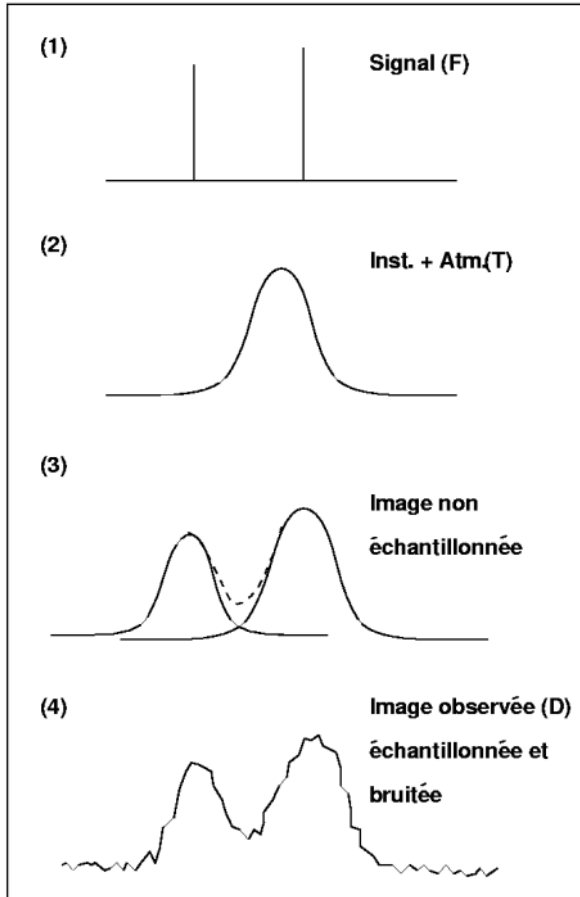 (1)
Signal (F)
(2)
Inst. + Atm.(T)
(3)
Image non
échantillonnée
(4)
Image observée (D)
échantillonnée et
bruitée